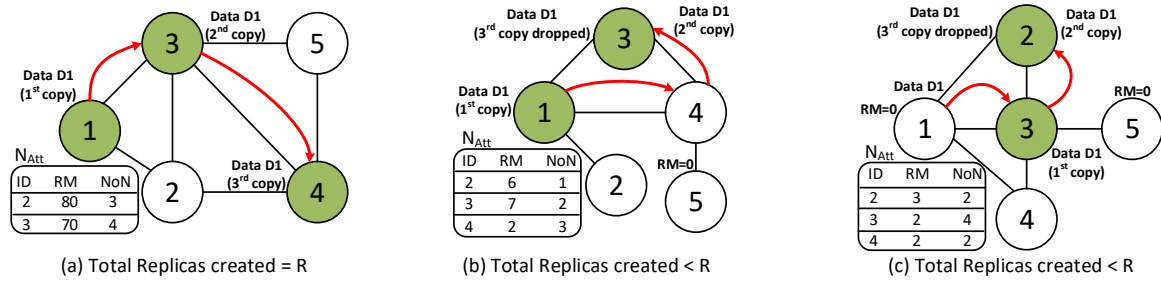 3
Data D1
(2nd copy)
5
Data D1
(1st copy)
1
2
Data D1
(3rd copy)
4
NAtt
ID RM NoN
2 80 3
3 70 4
(a) Total Replicas created = R
Data D1
(3rd copy dropped)
3
Data D1
(2nd copy)
Data D1
(1st copy)
1
4
NAtt
ID RM NoN
2 6 1
3 7 2
4 2 3
2
RM=0
5
(b) Total Replicas created < R
Data D1
(3rd copy dropped)
2
Data D1
(2nd copy)
Data D1
RM=0
1
3
RM=0
5
Data D1
(1st copy)
NAtt
ID RM NoN
2 3 2
3 2 4
4 2 2
4
(c) Total Replicas created < R